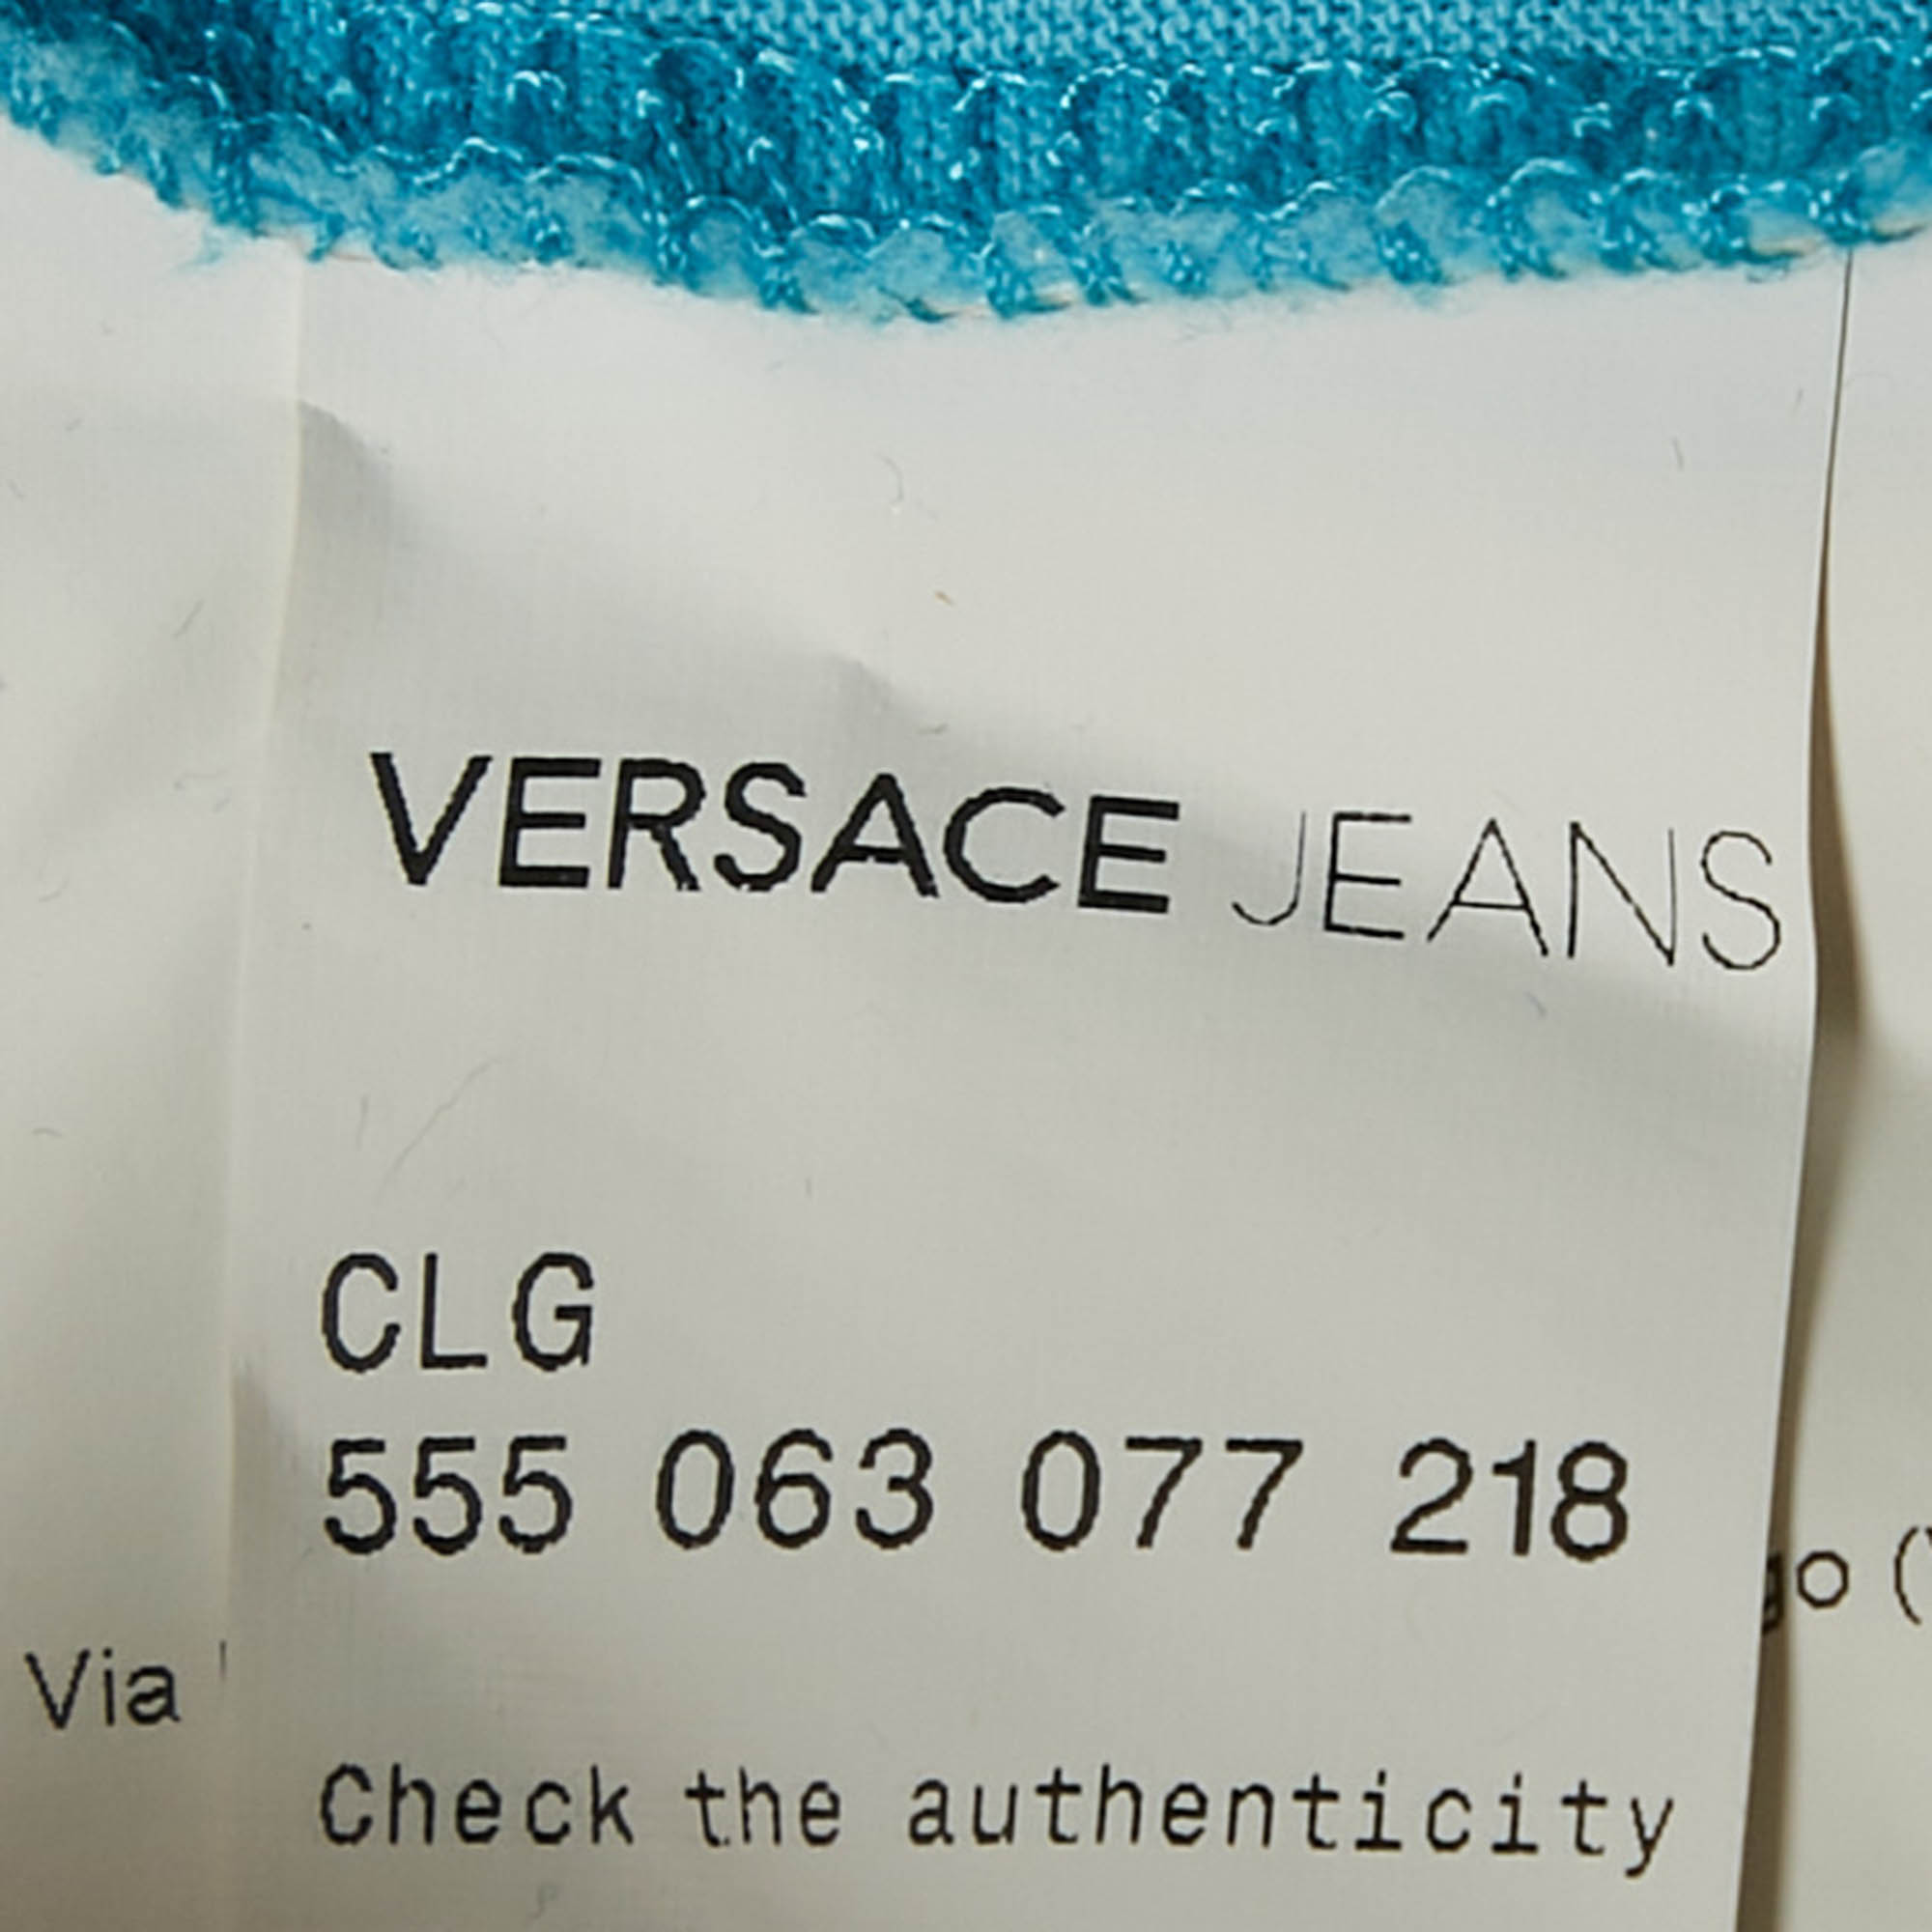 VERSACE JEANS
CLG
555 063 077 218
Via
Check the authenticity